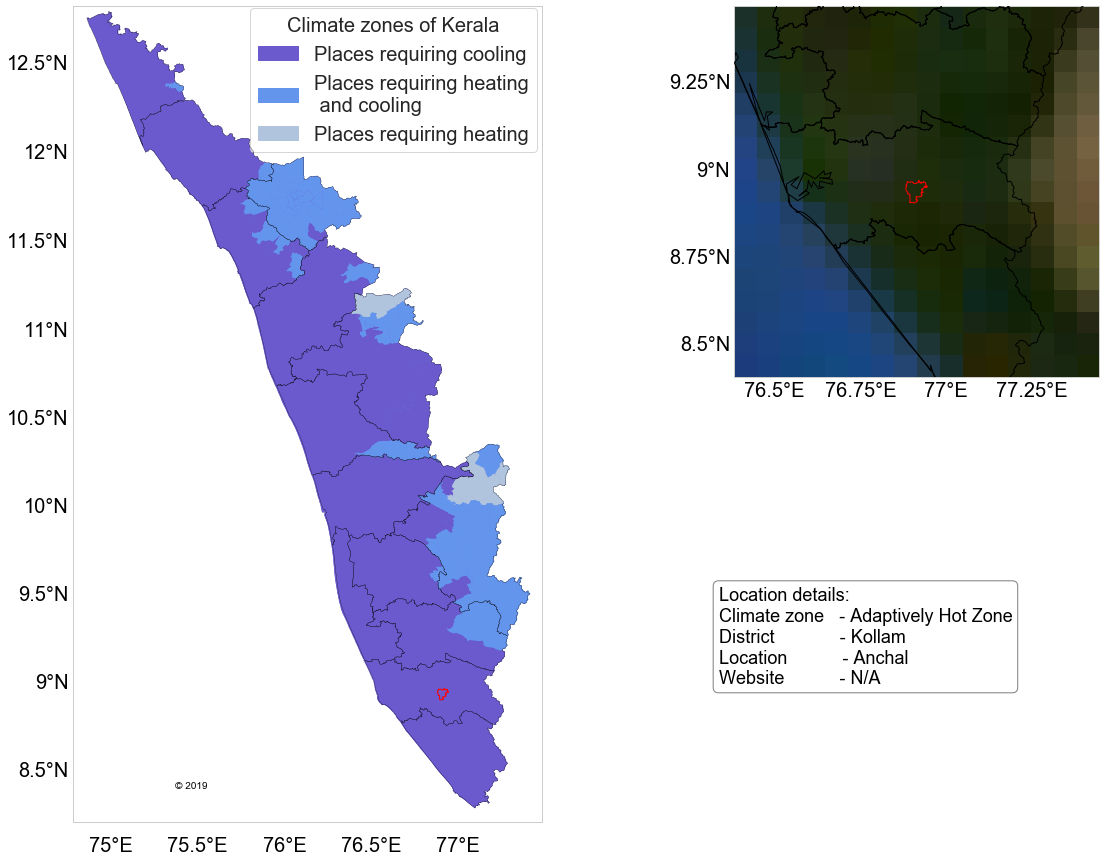 Climate zones of Kerala
Places requiring cooling
Places requiring heating
and cooling
Places requiring heating
12.5°N
12°N
11.5°N
11°N
10.5°N
10°N
9.5°N
9°N
8.5°N
75°E 75.5°E 76°E 76.5°E 77°E
© 2019
9.25°N
9°N
8.75°N
8.5°N
76.5°E 76.75°E 77°E 77.25°E
Location details:
Climate zone - Adaptively Hot Zone
District - Kollam
Location - Anchal
Website - N/A